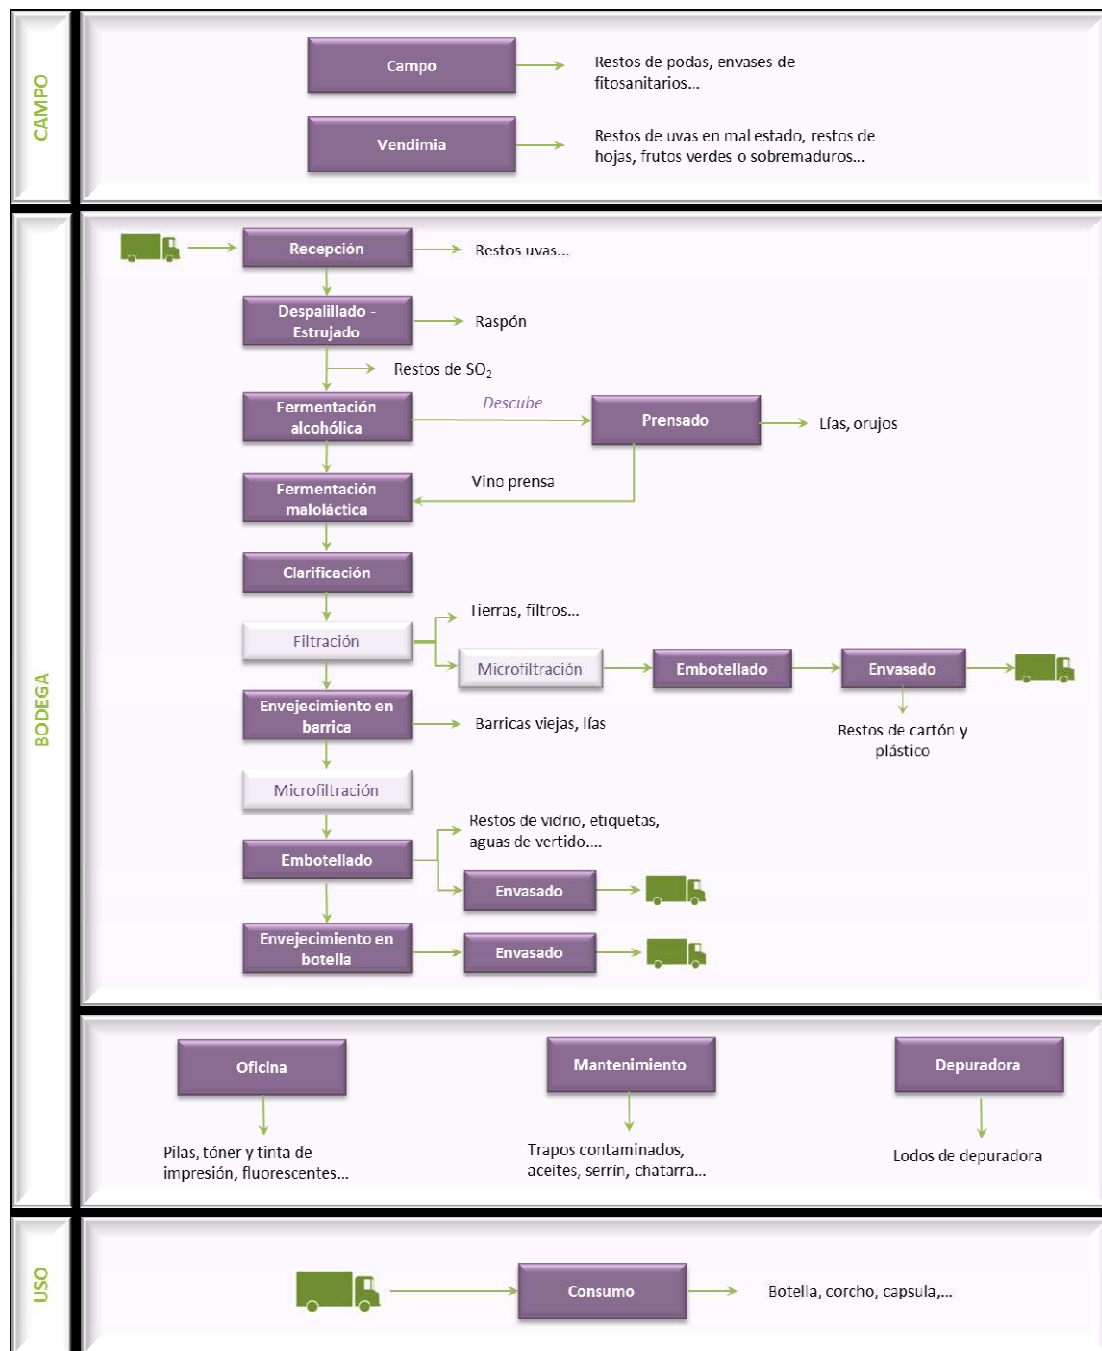 CAMPO
Campo
Restos de podas, envases de
fitosanitarios...
Vendimia
Restos de uvas en mal estado, restos de
hojas, frutos verdes o sobremaduros...
BODEGA
Recepción
Restos uvas...
Despalillado -
Estrujado
Raspón
Restos de SO₂
Fermentación
alcohólica
Descube
Prensado
Lías, orujos
Vino prensa
Fermentación
maloláctica
Clarificación
Tierras, filtros...
Filtración
Microfiltración
Embotellado
Envasado
Restos de cartón y
plástico
Envejecimiento en
barrica
Barricas viejas, lías
Microfiltración
Restos de vidrio, etiquetas,
aguas de vertido....
Embotellado
Envasado
Envejecimiento en
botella
Envasado
Oficina
Pilas, tóner y tinta de
impresión, fluorescentes...
Mantenimiento
Trapos contaminados,
aceites, serrín, chatarra...
Depuradora
Lodos de depuradora
USO
Consumo
Botella, corcho, capsula,...